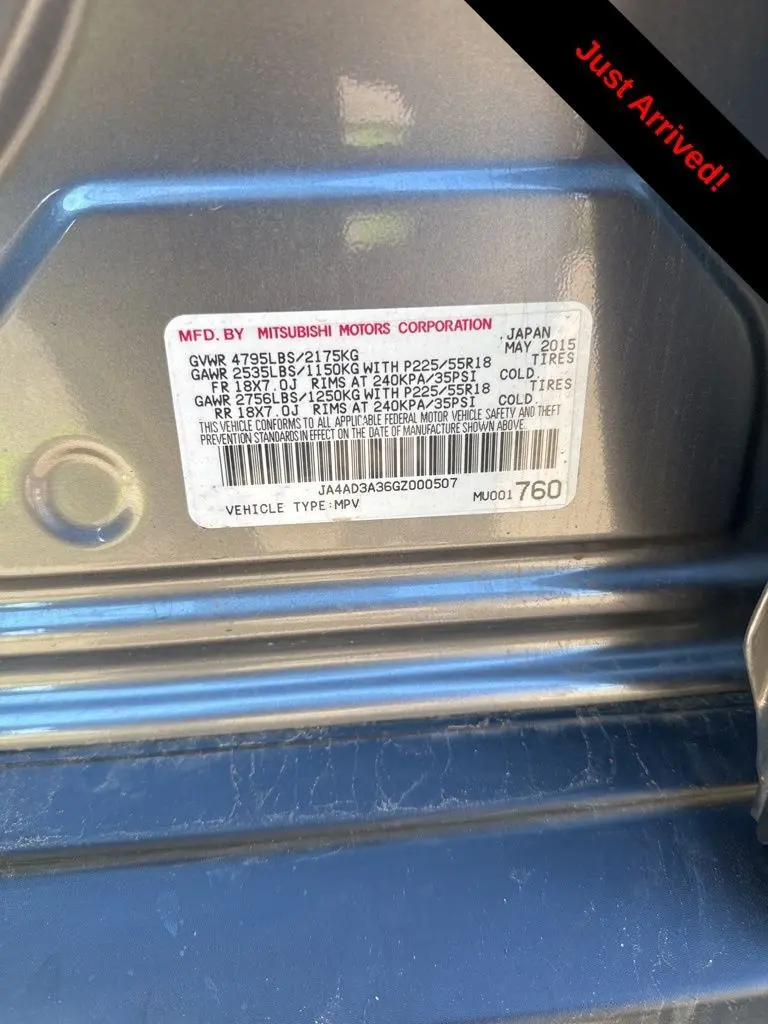 Just Arrived!
MFD. BY MITSUBISHI MOTORS CORPORATION JAPAN
MAY 2015
GVWR 4795LBS/2175KG
GAWR 2535LBS/1150KG WITH P225/55R18 TIRES
FR 18X7.0J RIMS AT 240KPA/35PSI COLD.
GAWR 2756LBS/1250KG WITH P225/55R18 TIRES
RR 18X7.0J RIMS AT 240KPA/35PSI COLD.
THIS VEHICLE CONFORMS TO ALL APPLICABLE FEDERAL MOTOR VEHICLE SAFETY AND THEFT
PREVENTION STANDARDS IN EFFECT ON THE DATE OF MANUFACTURE SHOWN ABOVE.
JA4AD3A36GZ000507
VEHICLE TYPE:MPV MU001760